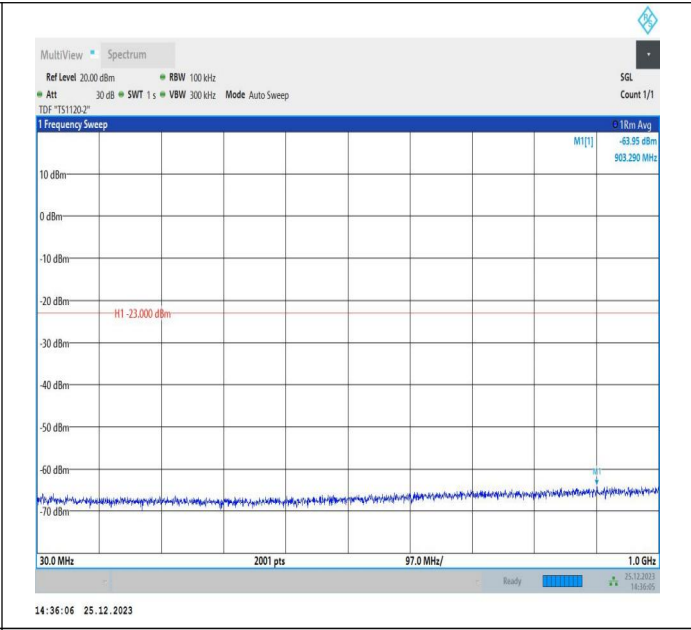 R&S
MultiView Spectrum
Ref Level 20.00 dBm RBW 100 kHz SGL
Att 30 dB SWT 1 s VBW 300 kHz Mode Auto Sweep Count 1/1
TDF "TS1120-2"
1 Frequency Sweep 1Rm Avg
M1[1] -63.95 dBm
903.290 MHz
10 dBm
0 dBm
-10 dBm
-20 dBm
H1 -23.000 dBm
-30 dBm
-40 dBm
-50 dBm
-60 dBm
M1
-70 dBm
30.0 MHz 2001 pts 97.0 MHz/ 1.0 GHz
Ready 25.12.2023
14:36:05
14:36:06 25.12.2023